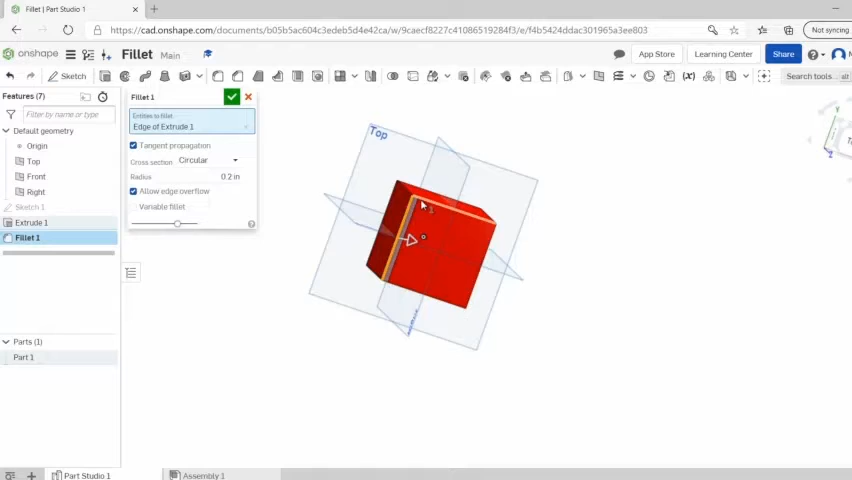 Fillet | Part Studio 1
https://cad.onshape.com/documents/b05b5ac604c3edeb5d4e42ca/w/9caecf8227c41086519284f3/e/f4b5424ddac301965a3ee803
Not syncing
onshape
Fillet
Main
App Store
Learning Center
Share
Sketch
Search tools...
Features (7)
Filter by name or type
Default geometry
Origin
Top
Front
Right
Sketch 1
Extrude 1
Fillet 1
Parts (1)
Part 1
Fillet 1
Entities to fillet
Edge of Extrude 1
Tangent propagation
Cross section Circular
Radius 0.2 in
Allow edge overflow
Variable fillet
Top
Y
Z
Part Studio 1
Assembly 1